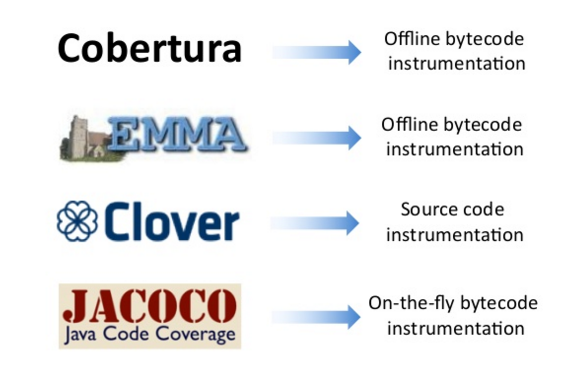 Cobertura
Offline bytecode
instrumentation
EMMA
Offline bytecode
instrumentation
Clover
Source code
instrumentation
JACOCO
Java Code Coverage
On-the-fly bytecode
instrumentation